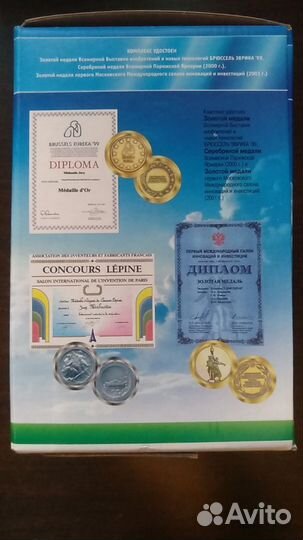 КОМПЛЕКС УДОСТОЕН
Золотой медали Всемирной Выставки изобретений и новых технологий БРЮССЕЛЬ ЭВРИКА '99,
Серебряной медали Всемирной Парижской Ярмарки (2000 г.),
Золотой медали первого Московского Международного салона инноваций и инвестиций (2001 г.)
BRUSSELS EUREKA '99
DIPLOMA
Médaille d'Or
Комплекс удостоен
Золотой медали
Всемирной Выставки
изобретений и
новых технологий
БРЮССЕЛЬ ЭВРИКА '99,
Серебряной медали
Всемирной Парижской
Ярмарки (2000 г.) и
Золотой медали
первого Московского
Международного салона
инноваций и инвестиций
(2001 г.)
ASSOCIATION DES INVENTEURS ET FABRICANTS FRANÇAIS
CONCOURS LÉPINE
SALON INTERNATIONAL DE L'INVENTION DE PARIS
ПЕРВЫЙ МЕЖДУНАРОДНЫЙ САЛОН
ИННОВАЦИЙ И ИНВЕСТИЦИЙ
ДИПЛОМ
ЗОЛОТАЯ МЕДАЛЬ
Avito